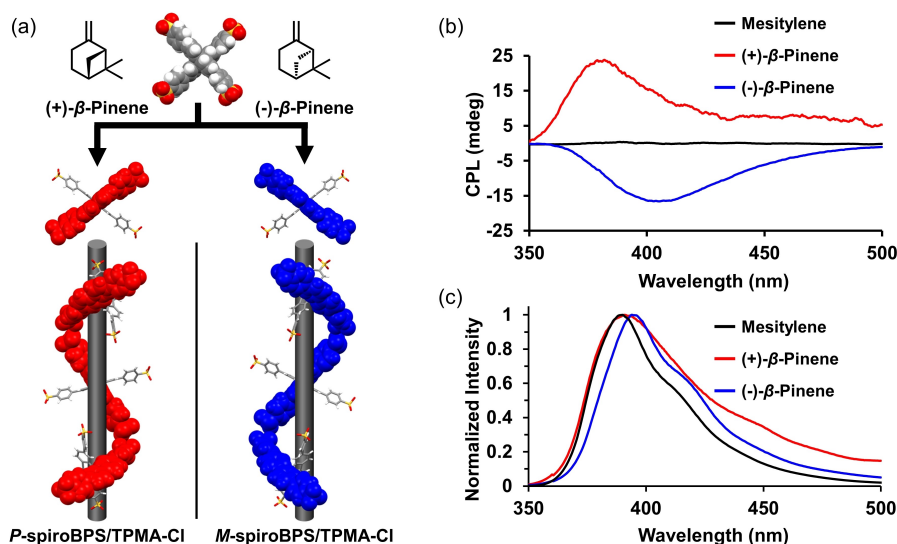 (a)
(+)-β-Pinene
(-)-β-Pinene
P-spiroBPS/TPMA-Cl
M-spiroBPS/TPMA-Cl
(b)
Mesitylene
(+)-β-Pinene
(-)-β-Pinene
CPL (mdeg)
25
15
5
-5
-15
-25
350
400
450
500
Wavelength (nm)
(c)
Mesitylene
(+)-β-Pinene
(-)-β-Pinene
Normalized Intensity
1
0.8
0.6
0.4
0.2
0
350
400
450
500
Wavelength (nm)